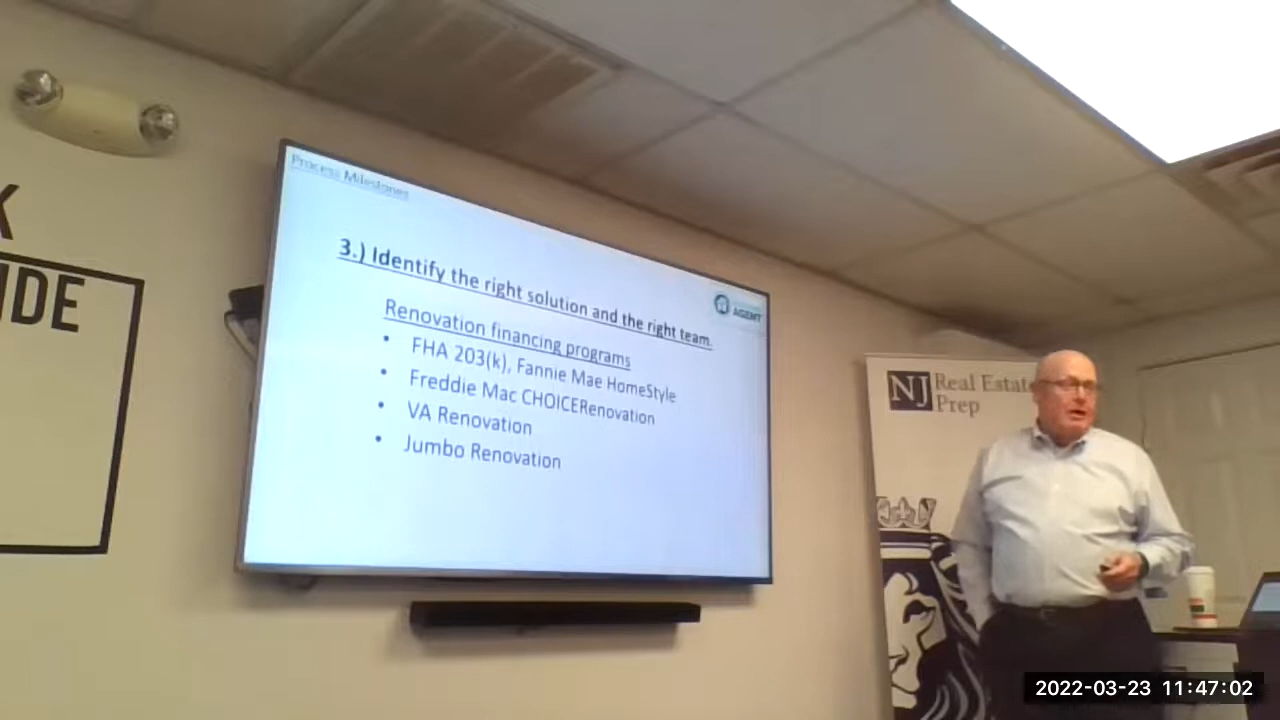 Process Milestones
3.) Identify the right solution and the right team.
AGENT
Renovation financing programs
• FHA 203(k), Fannie Mae HomeStyle
• Freddie Mac CHOICERenovation
• VA Renovation
• Jumbo Renovation
K
IDE
NJ Real Estate
Prep
2022-03-23 11:47:02